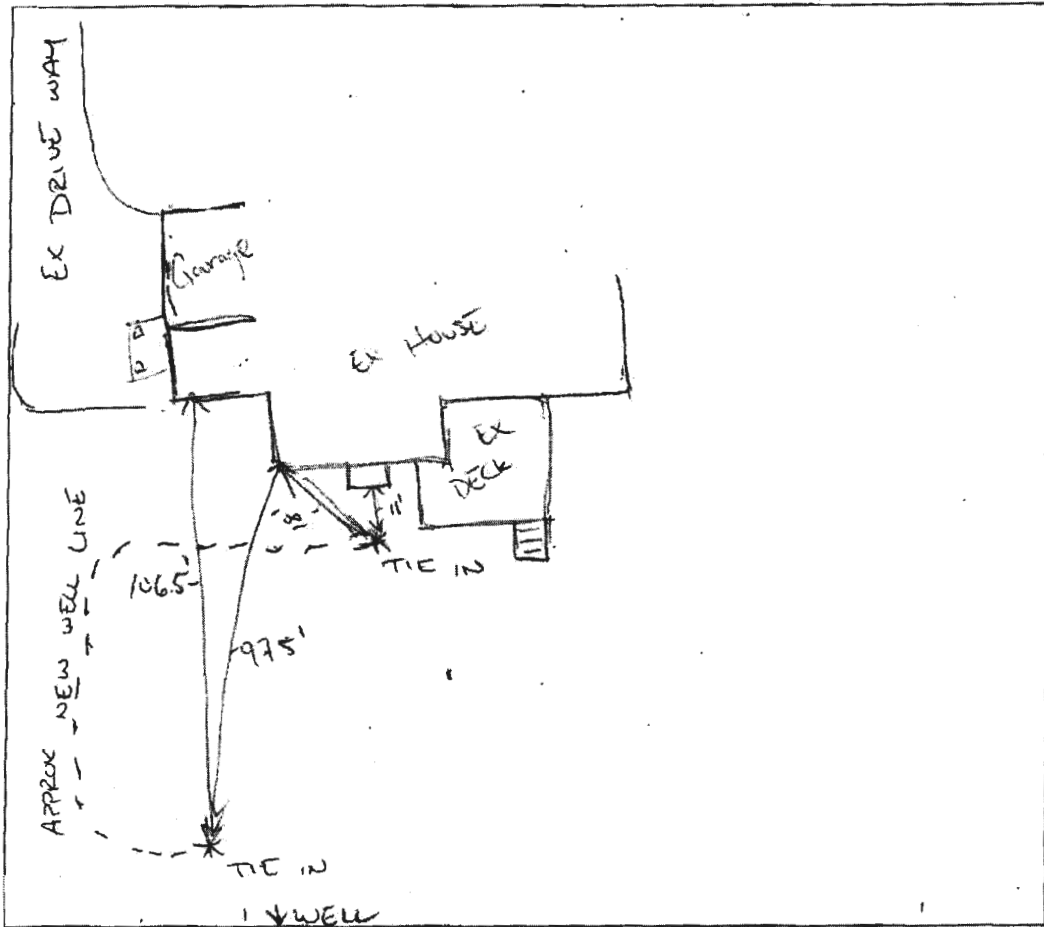 EX DRIVE WAY
Garage
EX HOUSE
EX
DECK
11'
TIE IN
106.5'
97.5'
APPROX NEW WELL LINE
TIE IN
WELL